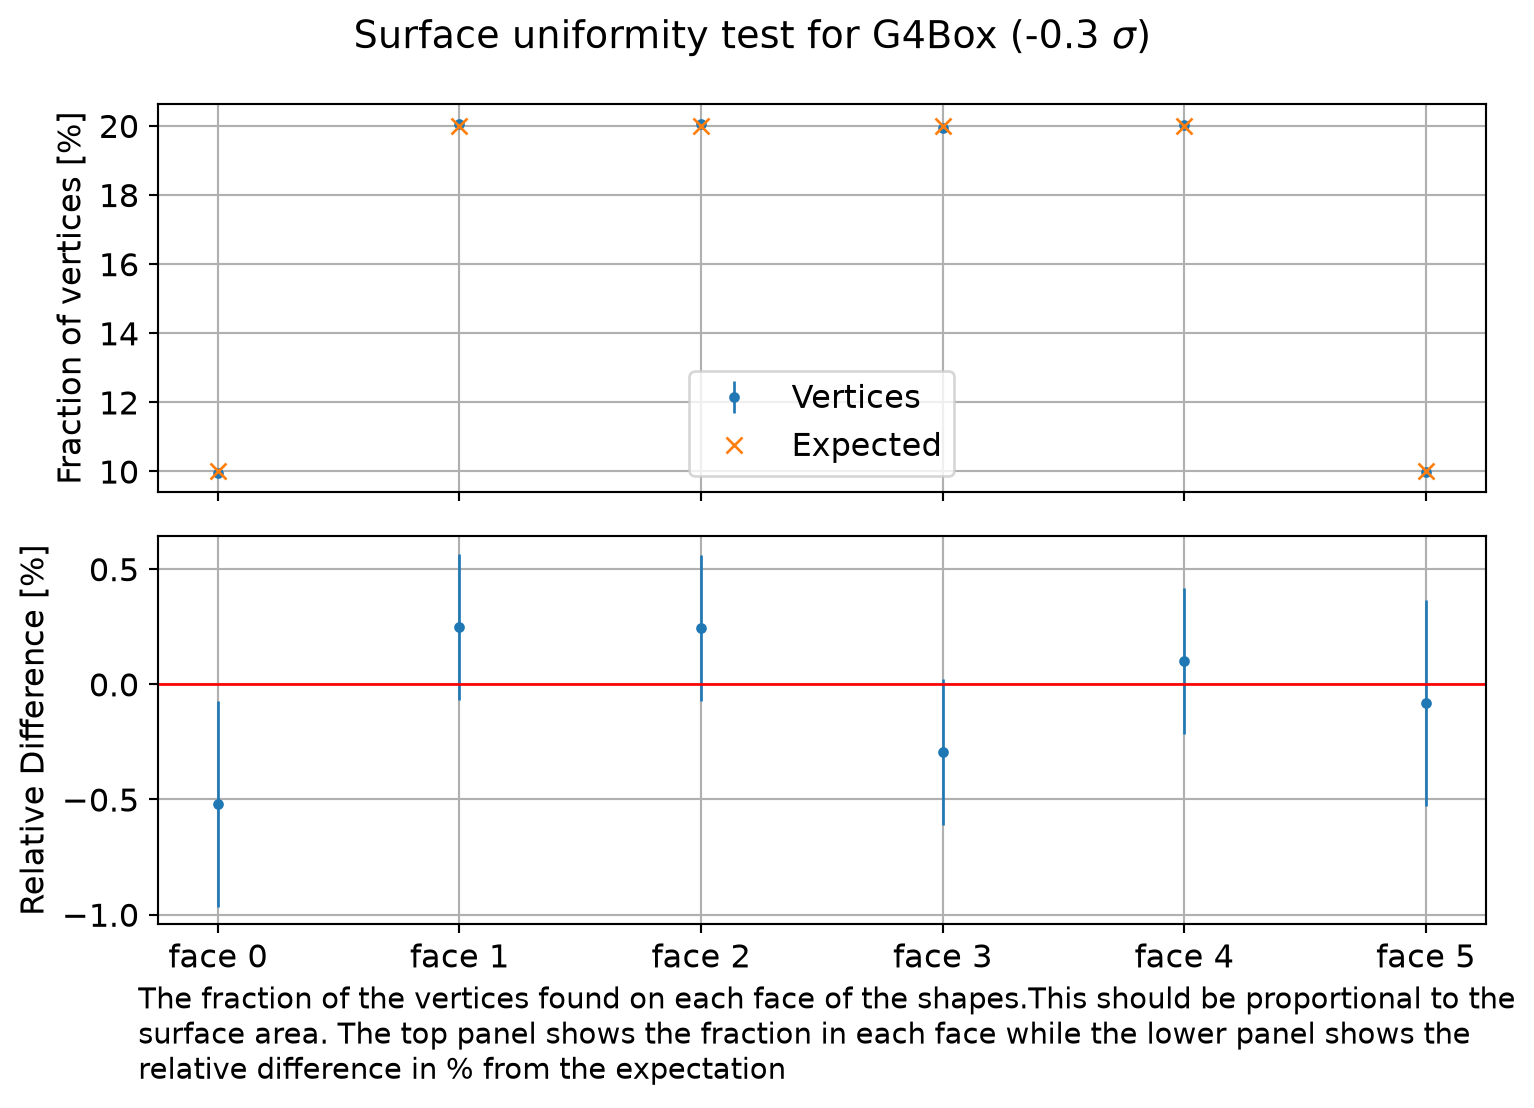 Surface uniformity test for G4Box (-0.3 σ)
Fraction of vertices [%]
20
18
16
14
12
10
Vertices
Expected
Relative Difference [%]
0.5
0.0
−0.5
−1.0
face 0
face 1
face 2
face 3
face 4
face 5
The fraction of the vertices found on each face of the shapes.This should be proportional to the
surface area. The top panel shows the fraction in each face while the lower panel shows the
relative difference in % from the expectation